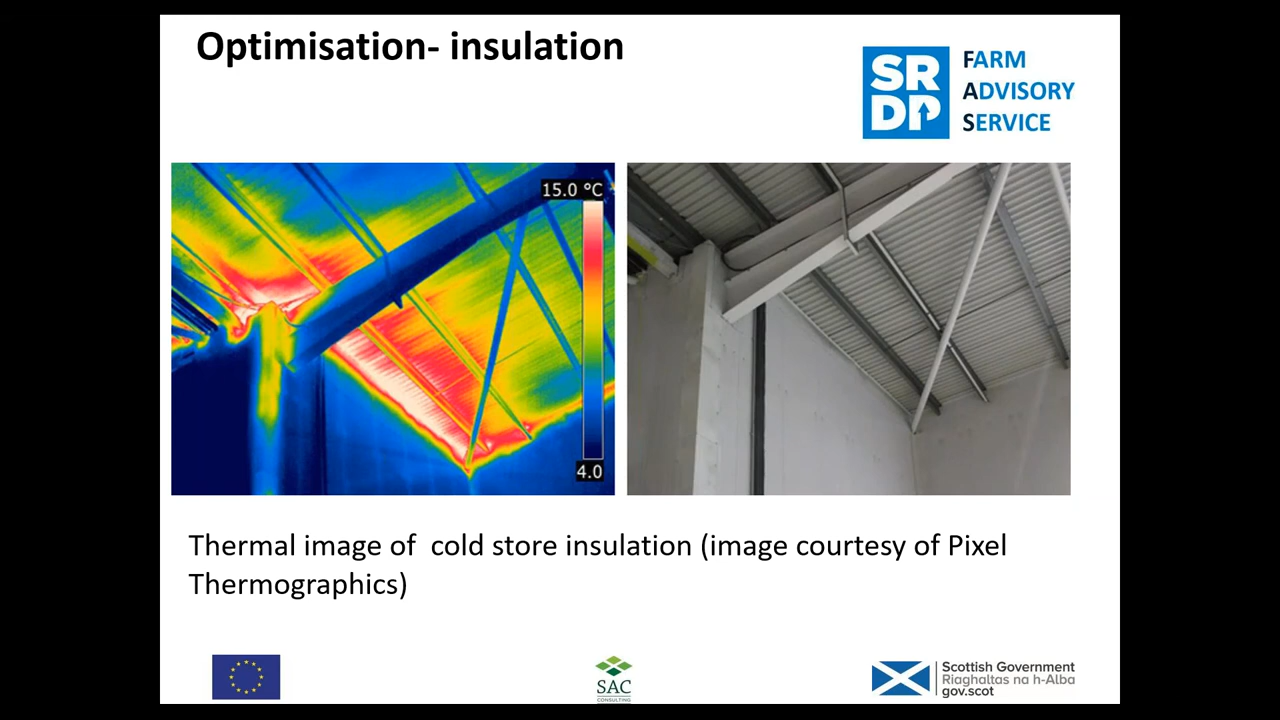 Optimisation- insulation
SR
DP
FARM
ADVISORY
SERVICE
15.0 °C
4.0
Thermal image of  cold store insulation (image courtesy of Pixel
Thermographics)
SAC
CONSULTING
Scottish Government
Riaghaltas na h-Alba
gov.scot